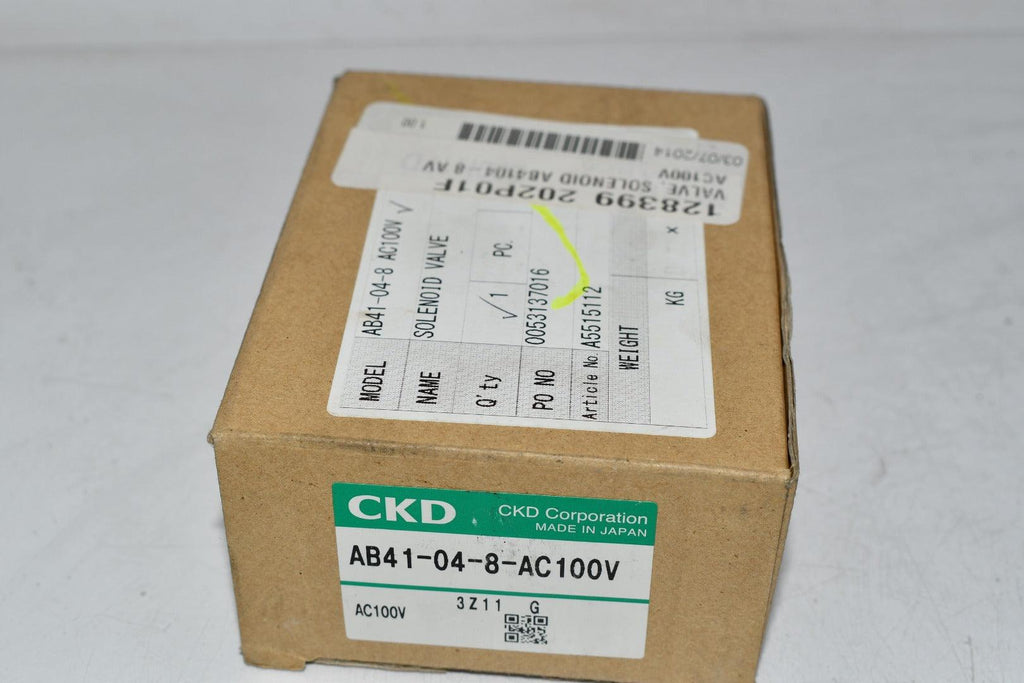 128399 202P01F
VALVE, SOLENOID AB4104-8 AV
AC100V
03/07/2014
1.00
MODEL AB41-04-8 AC100V
NAME SOLENOID VALVE
Q'ty 1 PC.
PO NO 0053137016
Article No. A5515112
WEIGHT
KG x
CKD CKD Corporation
MADE IN JAPAN
AB41-04-8-AC100V
AC100V 3Z11 G